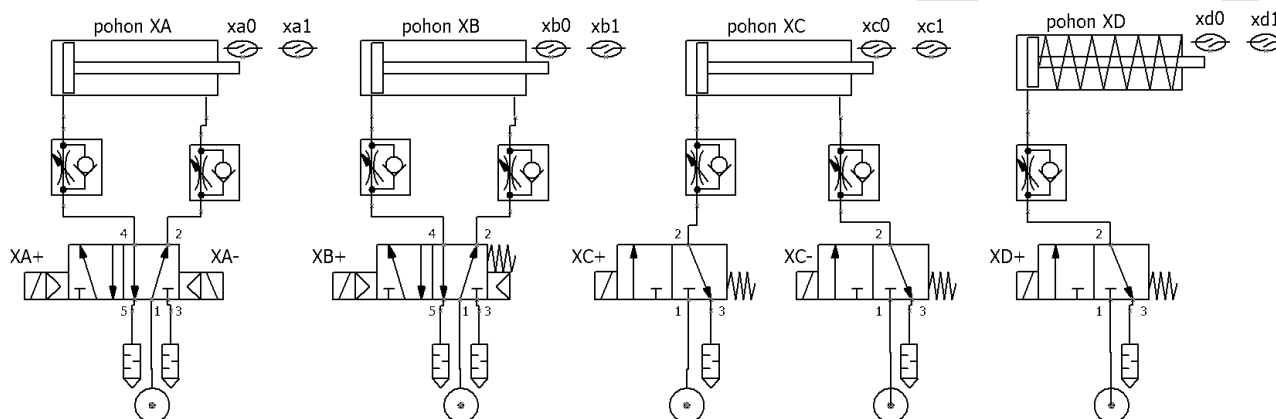 pohon XA
xa0 xa1
pohon XB
xb0 xb1
pohon XC
xc0 xc1
pohon XD
xd0 xd1
XA+
4 2
XA-
5 1 3
XB+
4 2
5 1 3
XC+
2
1 3
XC-
2
1 3
XD+
2
1 3